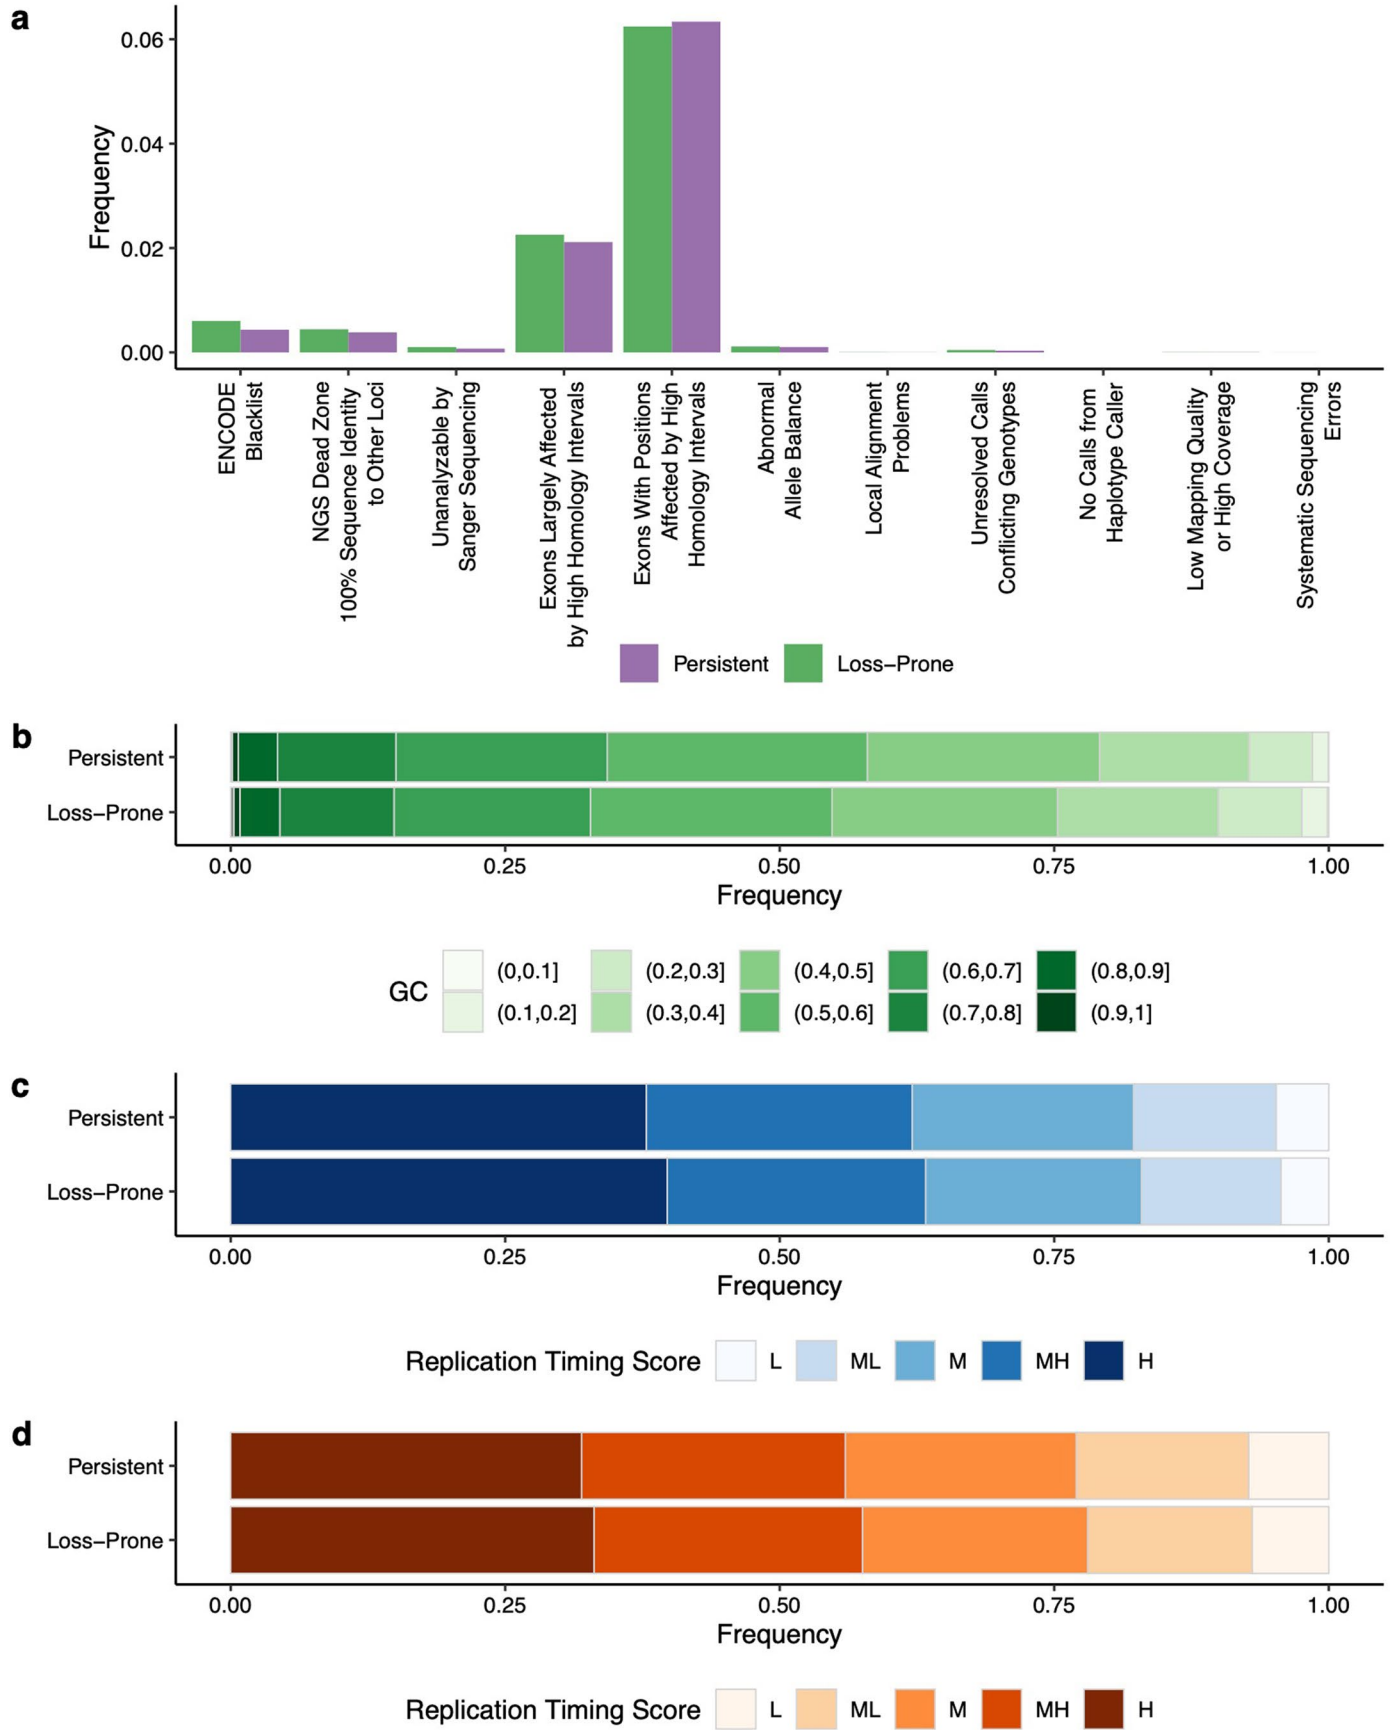 a
0.06
0.04
0.02
0.00
Frequency
ENCODE
Blacklist
NGS Dead Zone
100% Sequence Identity
to Other Loci
Unanalyzable by
Sanger Sequencing
Exons Largely Affected
by High Homology Intervals
Exons With Positions
Affected by High
Homology Intervals
Abnormal
Allele Balance
Local Alignment
Problems
Unresolved Calls
Conflicting Genotypes
No Calls from
Haplotype Caller
Low Mapping Quality
or High Coverage
Systematic Sequencing
Errors
Persistent Loss−Prone
b
Persistent
Loss−Prone
0.00 0.25 0.50 0.75 1.00
Frequency
GC
(0,0.1] (0.2,0.3] (0.4,0.5] (0.6,0.7] (0.8,0.9]
(0.1,0.2] (0.3,0.4] (0.5,0.6] (0.7,0.8] (0.9,1]
c
Persistent
Loss−Prone
0.00 0.25 0.50 0.75 1.00
Frequency
Replication Timing Score L ML M MH H
d
Persistent
Loss−Prone
0.00 0.25 0.50 0.75 1.00
Frequency
Replication Timing Score L ML M MH H